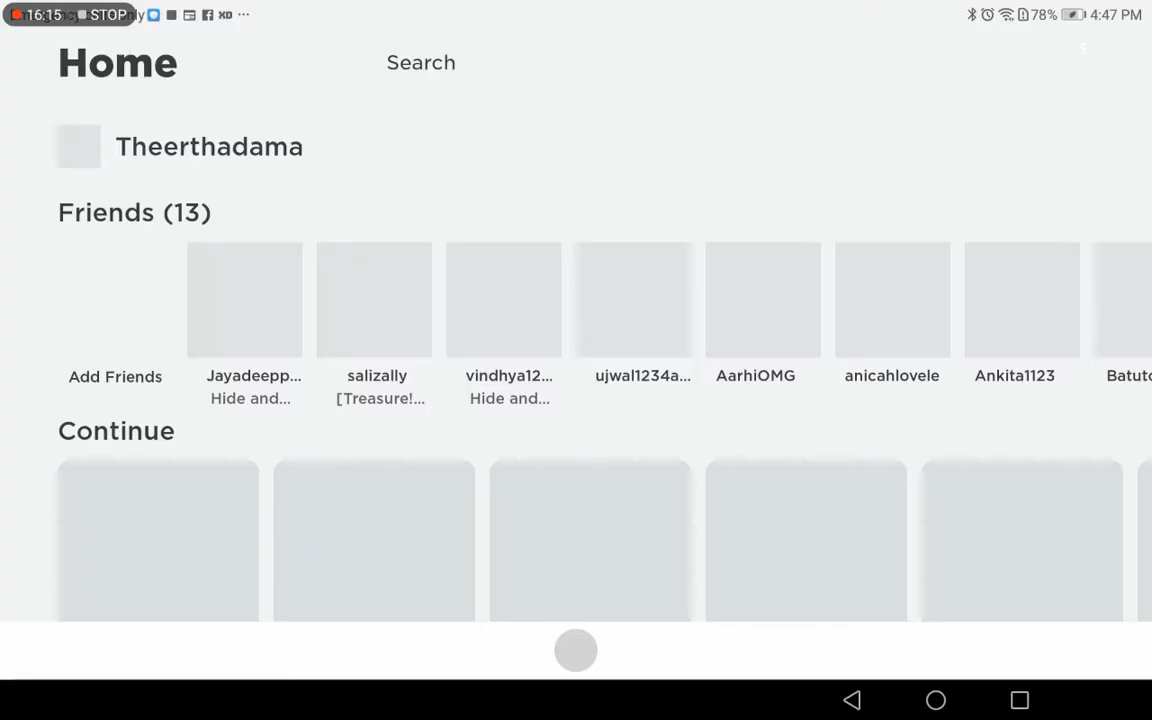 16:15 STOP 78% 4:47 PM
Home Search
Theerthadama
Friends (13)
Add Friends Jayadeepp... salizally vindhya12... ujwal1234a... AarhiOMG anicahlovele Ankita1123
Hide and... [Treasure!... Hide and...
Continue